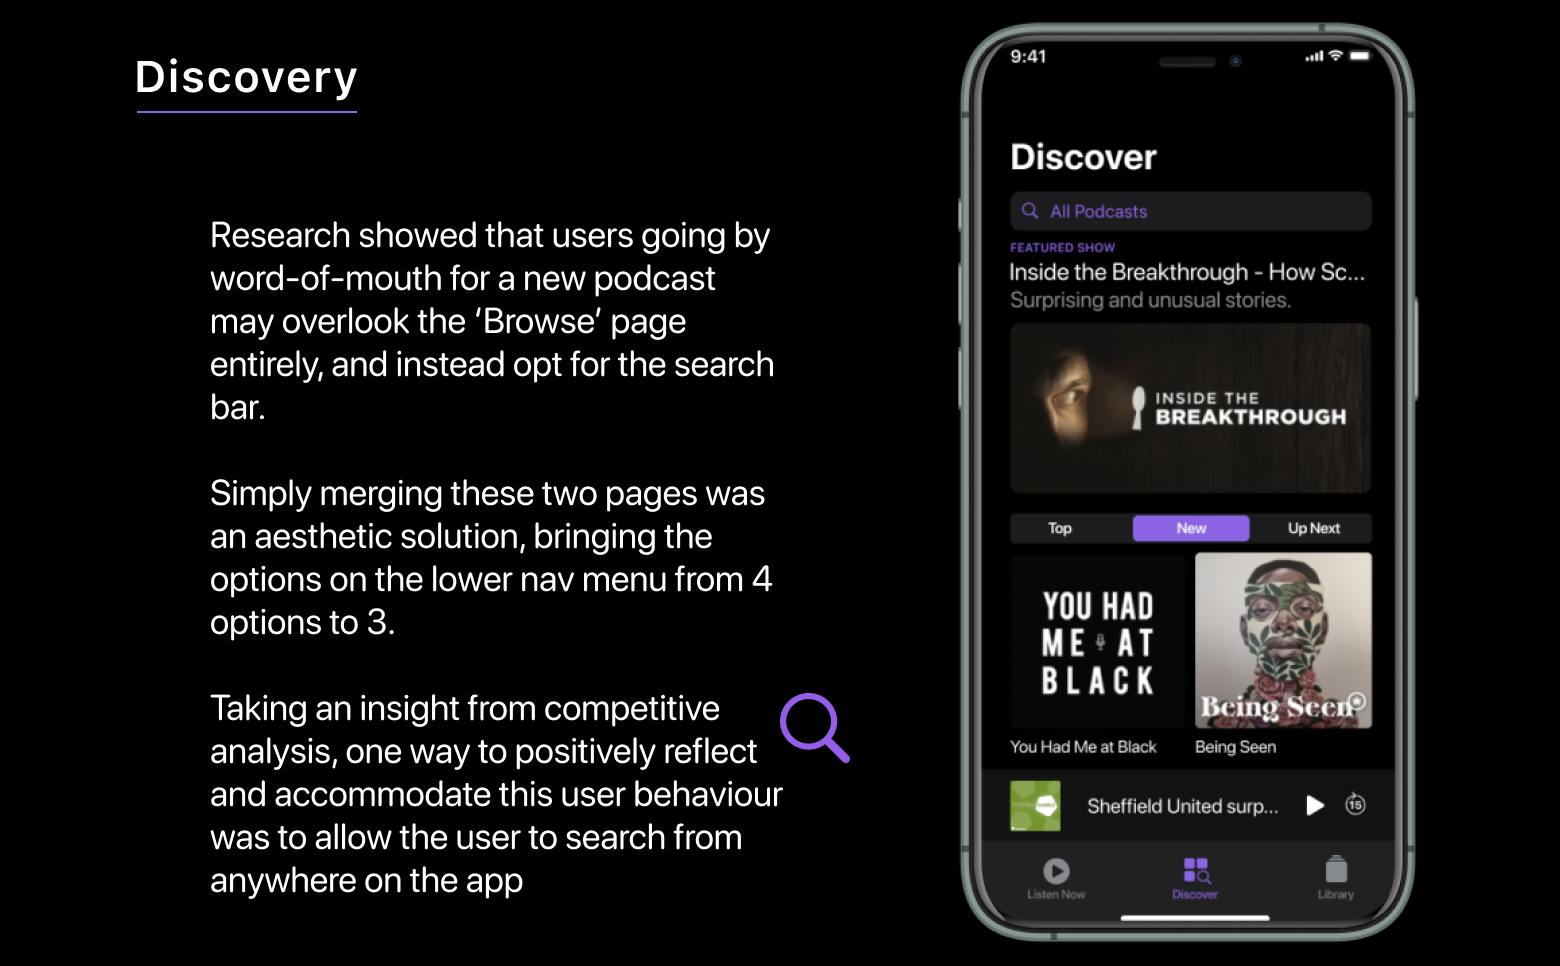 Discovery
Research showed that users going by
word-of-mouth for a new podcast
may overlook the ‘Browse’ page
entirely, and instead opt for the search
bar.
Simply merging these two pages was
an aesthetic solution, bringing the
options on the lower nav menu from 4
options to 3.
Taking an insight from competitive
analysis, one way to positively reflect
and accommodate this user behaviour
was to allow the user to search from
anywhere on the app
9:41
Discover
All Podcasts
FEATURED SHOW
Inside the Breakthrough - How Sc...
Surprising and unusual stories.
INSIDE THE
BREAKTHROUGH
Top New Up Next
YOU HAD
ME AT
BLACK
Being Seen
You Had Me at Black Being Seen
Sheffield United surp...
15
Listen Now Discover Library